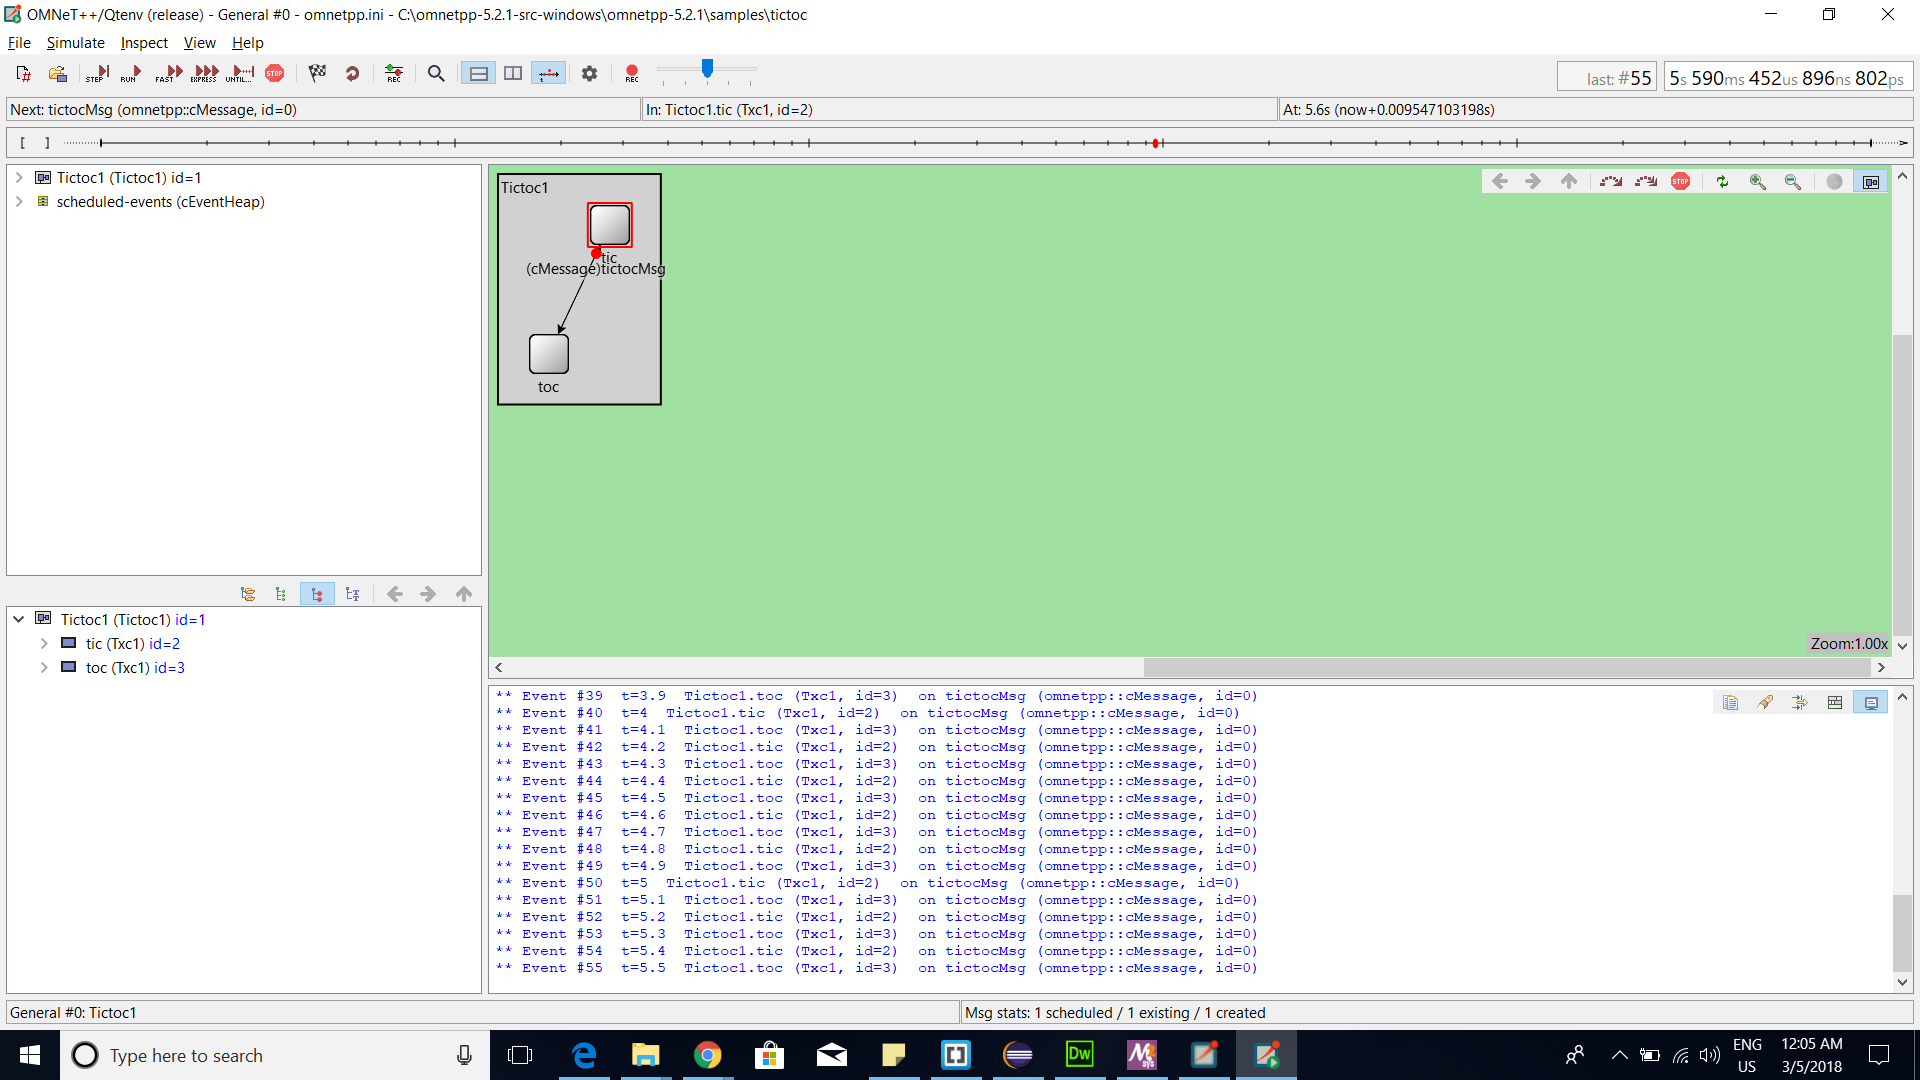 OMNeT++/Qtenv (release) - General #0 - omnetpp.ini - C:\omnetpp-5.2.1-src-windows\omnetpp-5.2.1\samples\tictoc
File Simulate Inspect View Help
STEP RUN FAST EXPRESS UNTIL... STOP REC REC last: #55 5s 590ms 452us 896ns 802ps
Next: tictocMsg (omnetpp::cMessage, id=0) In: Tictoc1.tic (Txc1, id=2) At: 5.6s (now+0.009547103198s)
[ ]
Tictoc1 (Tictoc1) id=1
scheduled-events (cEventHeap)
Tictoc1 (Tictoc1) id=1
tic (Txc1) id=2
toc (Txc1) id=3
Tictoc1
STOP
tic
(cMessage)tictocMsg
toc
Zoom:1.00x
** Event #39 t=3.9 Tictoc1.toc (Txc1, id=3) on tictocMsg (omnetpp::cMessage, id=0)
** Event #40 t=4 Tictoc1.tic (Txc1, id=2) on tictocMsg (omnetpp::cMessage, id=0)
** Event #41 t=4.1 Tictoc1.toc (Txc1, id=3) on tictocMsg (omnetpp::cMessage, id=0)
** Event #42 t=4.2 Tictoc1.tic (Txc1, id=2) on tictocMsg (omnetpp::cMessage, id=0)
** Event #43 t=4.3 Tictoc1.toc (Txc1, id=3) on tictocMsg (omnetpp::cMessage, id=0)
** Event #44 t=4.4 Tictoc1.tic (Txc1, id=2) on tictocMsg (omnetpp::cMessage, id=0)
** Event #45 t=4.5 Tictoc1.toc (Txc1, id=3) on tictocMsg (omnetpp::cMessage, id=0)
** Event #46 t=4.6 Tictoc1.tic (Txc1, id=2) on tictocMsg (omnetpp::cMessage, id=0)
** Event #47 t=4.7 Tictoc1.toc (Txc1, id=3) on tictocMsg (omnetpp::cMessage, id=0)
** Event #48 t=4.8 Tictoc1.tic (Txc1, id=2) on tictocMsg (omnetpp::cMessage, id=0)
** Event #49 t=4.9 Tictoc1.toc (Txc1, id=3) on tictocMsg (omnetpp::cMessage, id=0)
** Event #50 t=5 Tictoc1.tic (Txc1, id=2) on tictocMsg (omnetpp::cMessage, id=0)
** Event #51 t=5.1 Tictoc1.toc (Txc1, id=3) on tictocMsg (omnetpp::cMessage, id=0)
** Event #52 t=5.2 Tictoc1.tic (Txc1, id=2) on tictocMsg (omnetpp::cMessage, id=0)
** Event #53 t=5.3 Tictoc1.toc (Txc1, id=3) on tictocMsg (omnetpp::cMessage, id=0)
** Event #54 t=5.4 Tictoc1.tic (Txc1, id=2) on tictocMsg (omnetpp::cMessage, id=0)
** Event #55 t=5.5 Tictoc1.toc (Txc1, id=3) on tictocMsg (omnetpp::cMessage, id=0)
General #0: Tictoc1 Msg stats: 1 scheduled / 1 existing / 1 created
Type here to search
Dw
M sys
ENG
US
12:05 AM
3/5/2018